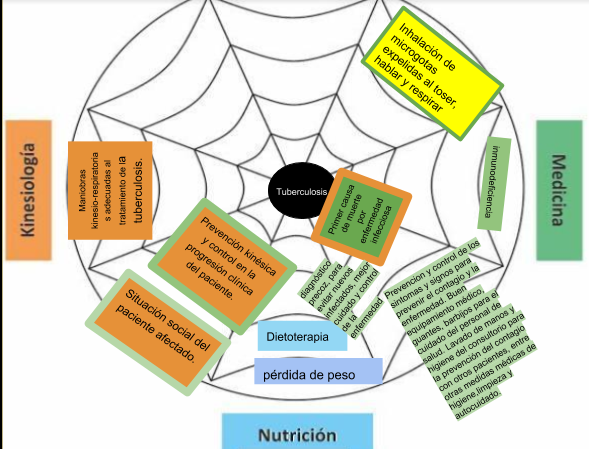 Inhalación de
microgotas
expelidas al toser,
hablar y respirar
Kinesiología
Maniobras
kinesio-respiratoria
s adecuadas al
tratamiento de la
tuberculosis.
Tuberculosis
Primer causa
de muerte
por
enfermedad
infecciosa
inmunodeficiencia
Medicina
Prevención kinésica
y control en la
progresión clínica
del paciente.
diagnóstico
precoz, para
evitar nuevos
infectados, mejor
cuidado y control
de la
enfermedad
Prevencion y control de los
sintomas y signos para
prevenir el contagio y la
enfermedad. Buen
equipamiento médico,
guantes, barbijos para el
cuidado del personal de
salud. Lavado de manos y
higiene del consultorio para
la prevención del contagio
con otros pacientes, entre
otras medidas médicas de
higiene,limpieza y
autocuidado,
Situación social del
paciente afectado.
Dietoterapia
pérdida de peso
Nutrición